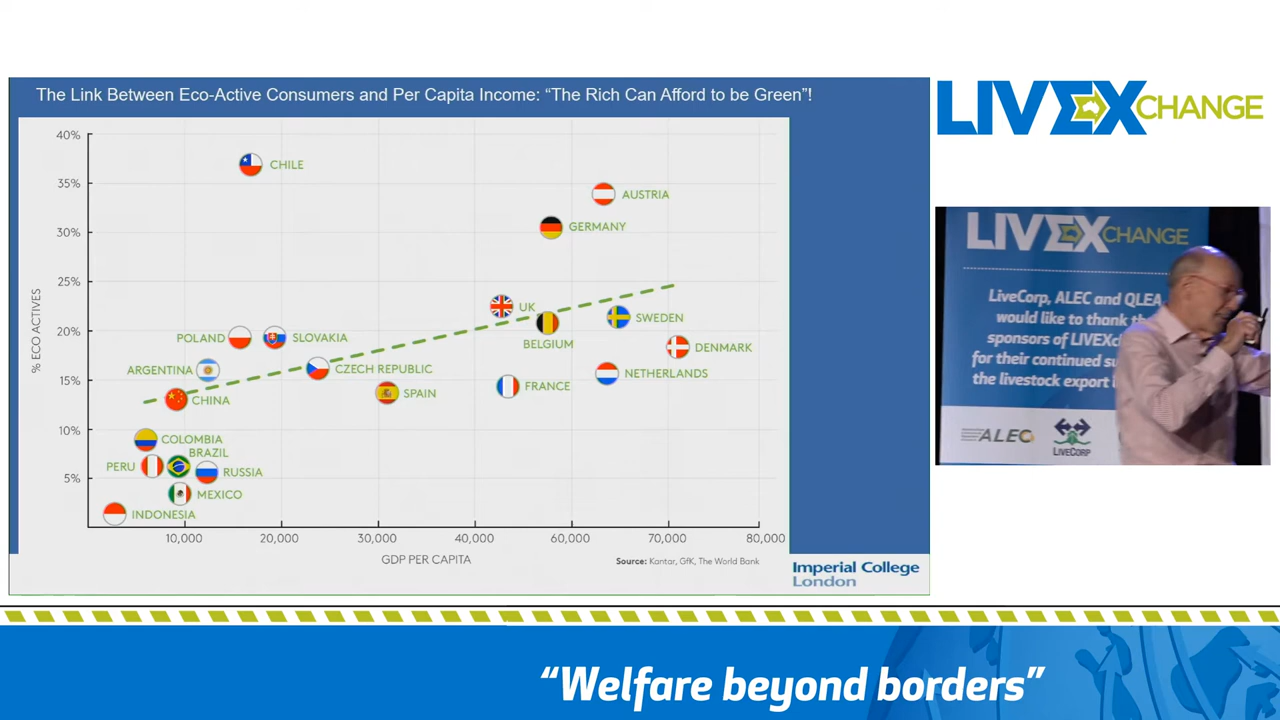 The Link Between Eco-Active Consumers and Per Capita Income: “The Rich Can Afford to be Green”!
LIVEXCHANGE
40%
35%
30%
25%
20%
15%
10%
5%
% ECO ACTIVES
CHILE
AUSTRIA
GERMANY
UK
SWEDEN
POLAND
SLOVAKIA
BELGIUM
DENMARK
ARGENTINA
CZECH REPUBLIC
NETHERLANDS
CHINA
SPAIN
FRANCE
COLOMBIA
BRAZIL
PERU
RUSSIA
MEXICO
INDONESIA
10,000
20,000
30,000
40,000
50,000
60,000
70,000
80,000
GDP PER CAPITA
Source: Kantar, GfK, The World Bank
Imperial College
London
LIVEXCHANGE
LiveCorp, ALEC and QLEA
would like to thank
sponsors of
for their continued
the livestock export
ALEC
LIVECORP
“Welfare beyond borders”